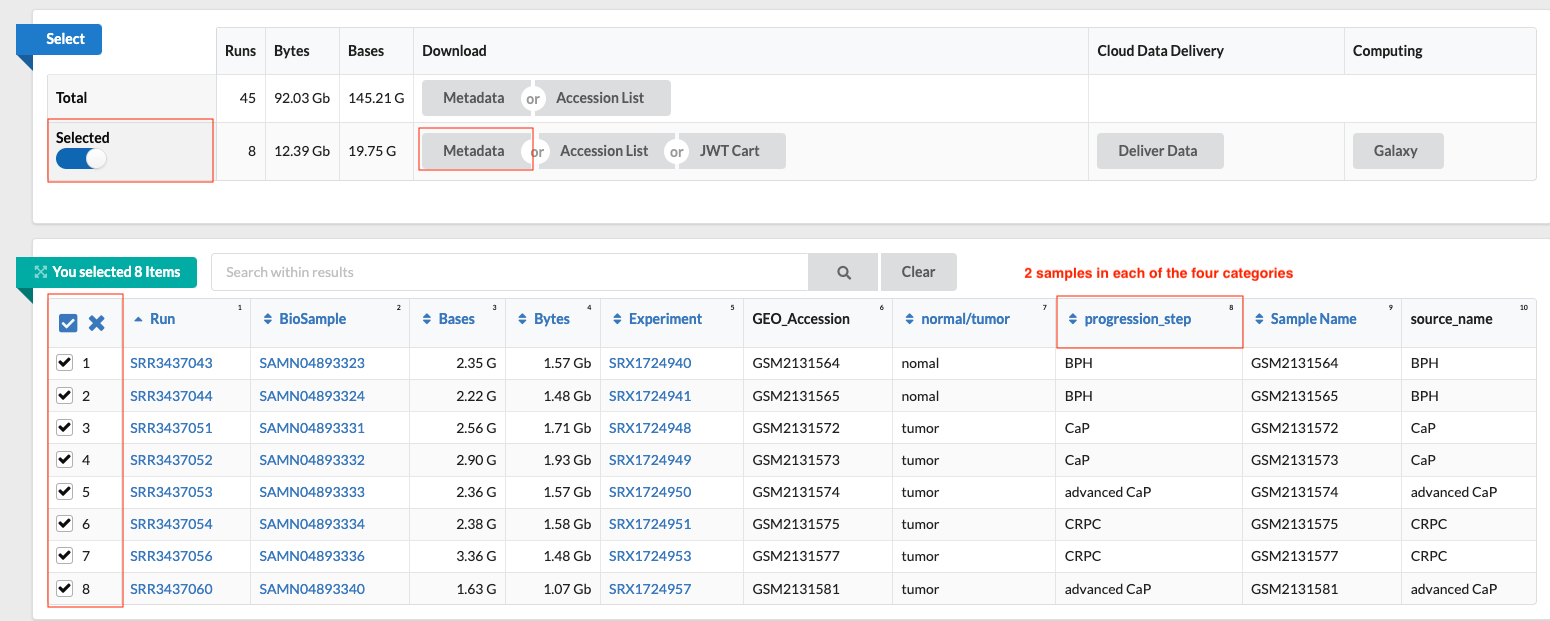 Select
Runs Bytes Bases Download Cloud Data Delivery Computing
Total 45 92.03 Gb 145.21 G Metadata or Accession List
Selected 8 12.39 Gb 19.75 G Metadata or Accession List or JWT Cart Deliver Data Galaxy
You selected 8 Items Search within results Clear 2 samples in each of the four categories
Run 1 BioSample 2 Bases 3 Bytes 4 Experiment 5 GEO_Accession 6 normal/tumor 7 progression_step 8 Sample Name 9 source_name 10
1 SRR3437043 SAMN04893323 2.35 G 1.57 Gb SRX1724940 GSM2131564 nomal BPH GSM2131564 BPH
2 SRR3437044 SAMN04893324 2.22 G 1.48 Gb SRX1724941 GSM2131565 nomal BPH GSM2131565 BPH
3 SRR3437051 SAMN04893331 2.56 G 1.71 Gb SRX1724948 GSM2131572 tumor CaP GSM2131572 CaP
4 SRR3437052 SAMN04893332 2.90 G 1.93 Gb SRX1724949 GSM2131573 tumor CaP GSM2131573 CaP
5 SRR3437053 SAMN04893333 2.36 G 1.57 Gb SRX1724950 GSM2131574 tumor advanced CaP GSM2131574 advanced CaP
6 SRR3437054 SAMN04893334 2.38 G 1.58 Gb SRX1724951 GSM2131575 tumor CRPC GSM2131575 CRPC
7 SRR3437056 SAMN04893336 3.36 G 1.48 Gb SRX1724953 GSM2131577 tumor CRPC GSM2131577 CRPC
8 SRR3437060 SAMN04893340 1.63 G 1.07 Gb SRX1724957 GSM2131581 tumor advanced CaP GSM2131581 advanced CaP